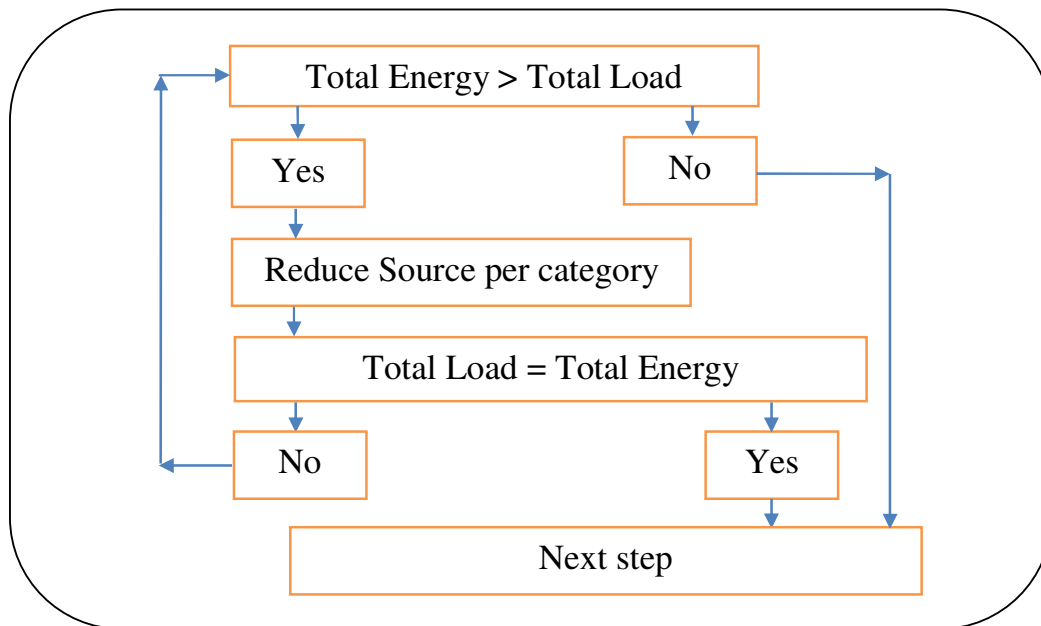 Total Energy > Total Load
Yes
No
Reduce Source per category
Total Load = Total Energy
No
Yes
Next step